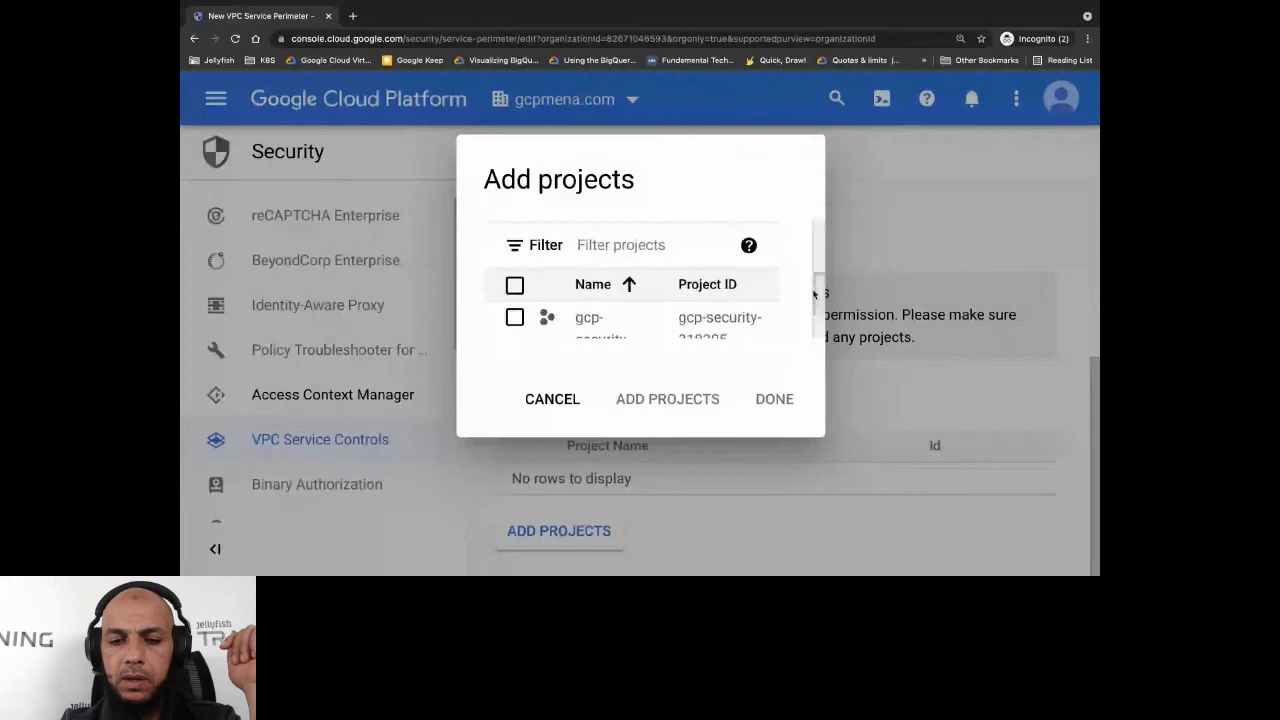 New VPC Service Perimeter –
console.cloud.google.com/security/service-perimeter/edit?organizationId=82671046593&orgonly=true&supportedpurview=organizationId
Incognito (2)
Jellyfish
K8S
Google Cloud Virt...
Google Keep
Visualizing BigQu...
Using the BigQuer...
Fundamental Tech...
Quick, Draw!
Quotas & limits |...
»
Other Bookmarks
Reading List
Google Cloud Platform
gcpmena.com
Security
reCAPTCHA Enterprise
BeyondCorp Enterprise
Identity-Aware Proxy
Policy Troubleshooter for ...
Access Context Manager
VPC Service Controls
Binary Authorization
Add projects
Filter
Filter projects
Name
Project ID
gcp-
security
gcp-security-
CANCEL
ADD PROJECTS
DONE
s
permission. Please make sure
d any projects.
Project Name
Id
No rows to display
ADD PROJECTS
NING
jellyfish
TRA